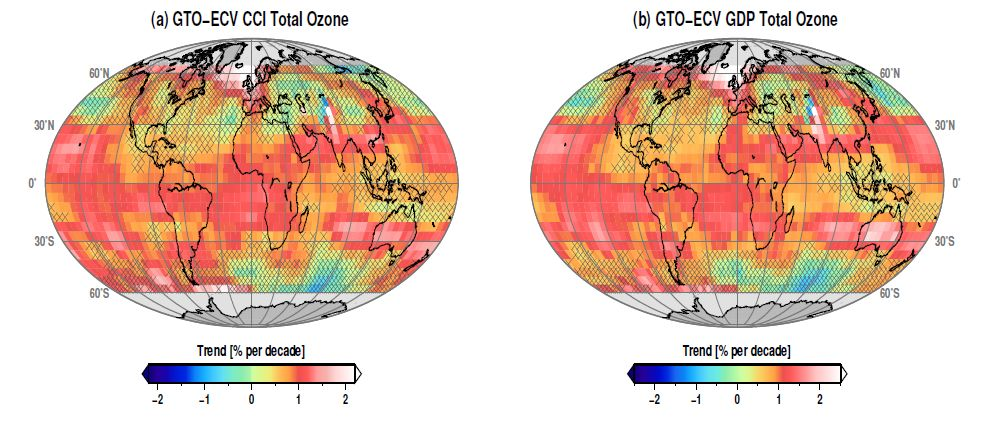 (a) GTO−ECV CCI Total Ozone
(b) GTO−ECV GDP Total Ozone
60˚N
60˚N
30˚N
30˚N
0˚
0˚
30˚S
30˚S
60˚S
60˚S
Trend [% per decade]
Trend [% per decade]
−2 −1 0 1 2
−2 −1 0 1 2